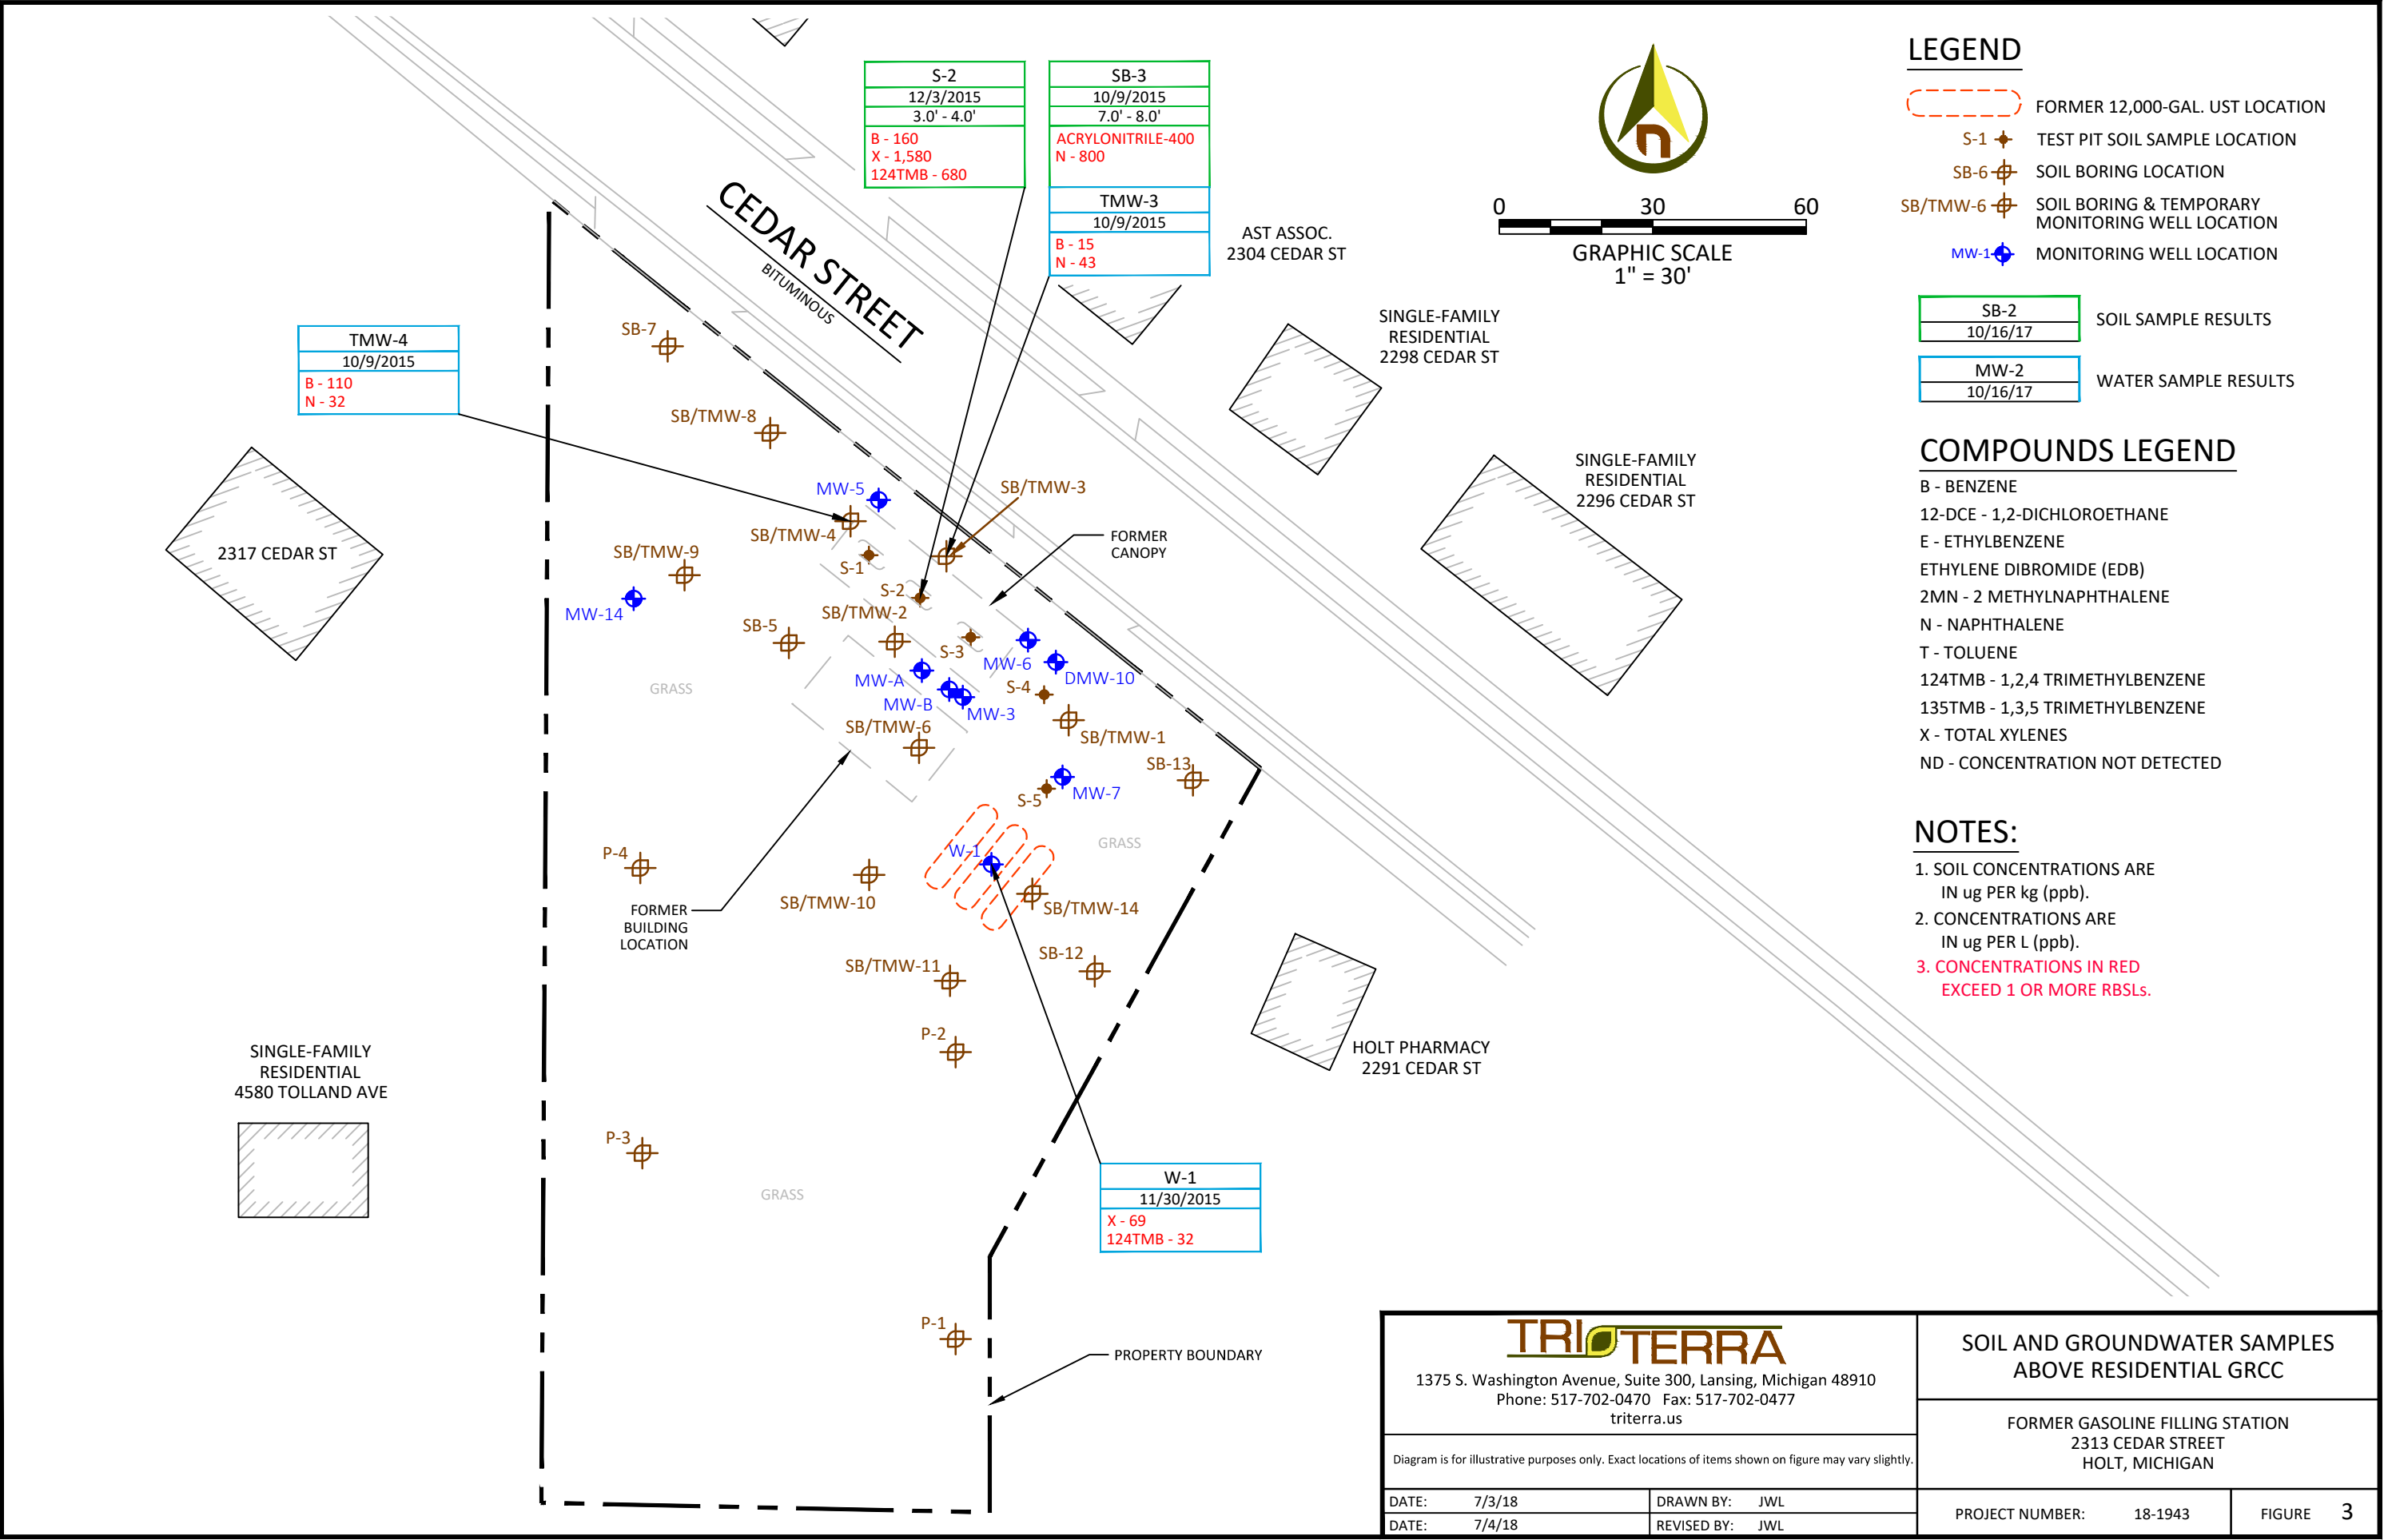 S-2
12/3/2015
3.0' - 4.0'
B - 160
X - 1,580
124TMB - 680
SB-3
10/9/2015
7.0' - 8.0'
ACRYLONITRILE-400
N - 800
TMW-3
10/9/2015
B - 15
N - 43
CEDAR STREET
BITUMINOUS
AST ASSOC.
2304 CEDAR ST
n
0 30 60
GRAPHIC SCALE
1" = 30'
LEGEND
FORMER 12,000-GAL. UST LOCATION
S-1 TEST PIT SOIL SAMPLE LOCATION
SB-6 SOIL BORING LOCATION
SB/TMW-6 SOIL BORING & TEMPORARY
MONITORING WELL LOCATION
MW-1 MONITORING WELL LOCATION
SB-2
10/16/17
SOIL SAMPLE RESULTS
MW-2
10/16/17
WATER SAMPLE RESULTS
COMPOUNDS LEGEND
B - BENZENE
12-DCE - 1,2-DICHLOROETHANE
E - ETHYLBENZENE
ETHYLENE DIBROMIDE (EDB)
2MN - 2 METHYLNAPHTHALENE
N - NAPHTHALENE
T - TOLUENE
124TMB - 1,2,4 TRIMETHYLBENZENE
135TMB - 1,3,5 TRIMETHYLBENZENE
X - TOTAL XYLENES
ND - CONCENTRATION NOT DETECTED
NOTES:
1. SOIL CONCENTRATIONS ARE
IN ug PER kg (ppb).
2. CONCENTRATIONS ARE
IN ug PER L (ppb).
3. CONCENTRATIONS IN RED
EXCEED 1 OR MORE RBSLs.
SINGLE-FAMILY
RESIDENTIAL
2298 CEDAR ST
SINGLE-FAMILY
RESIDENTIAL
2296 CEDAR ST
TMW-4
10/9/2015
B - 110
N - 32
SB-7
SB/TMW-8
MW-5
SB/TMW-3
SB/TMW-4
FORMER
CANOPY
2317 CEDAR ST
SB/TMW-9
S-1
S-2
MW-14
SB/TMW-2
SB-5
S-3
MW-6
DMW-10
MW-A
S-4
GRASS
MW-B
MW-3
SB/TMW-6
SB/TMW-1
SB-13
MW-7
S-5
GRASS
W-1
P-4
SB/TMW-10
SB/TMW-14
FORMER
BUILDING
LOCATION
SB-12
SB/TMW-11
P-2
HOLT PHARMACY
2291 CEDAR ST
SINGLE-FAMILY
RESIDENTIAL
4580 TOLLAND AVE
P-3
GRASS
W-1
11/30/2015
X - 69
124TMB - 32
P-1
PROPERTY BOUNDARY
TRITERRA
1375 S. Washington Avenue, Suite 300, Lansing, Michigan 48910
Phone: 517-702-0470 Fax: 517-702-0477
triterra.us
Diagram is for illustrative purposes only. Exact locations of items shown on figure may vary slightly.
DATE: 7/3/18 DRAWN BY: JWL
DATE: 7/4/18 REVISED BY: JWL
SOIL AND GROUNDWATER SAMPLES
ABOVE RESIDENTIAL GRCC
FORMER GASOLINE FILLING STATION
2313 CEDAR STREET
HOLT, MICHIGAN
PROJECT NUMBER: 18-1943 FIGURE 3